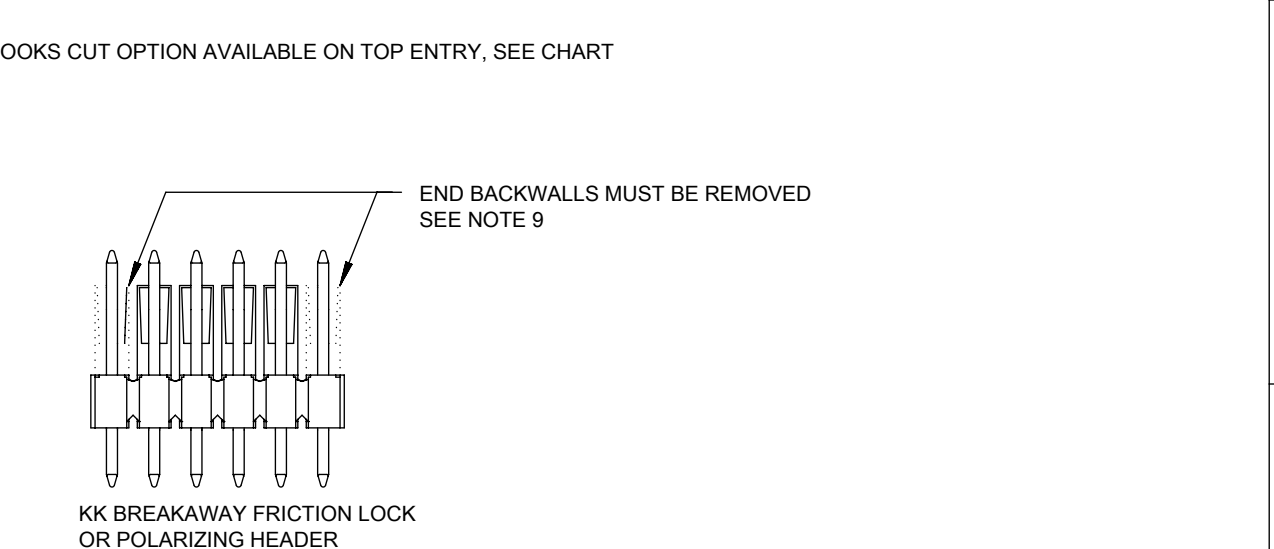 OOKS CUT OPTION AVAILABLE ON TOP ENTRY, SEE CHART
END BACKWALLS MUST BE REMOVED
SEE NOTE 9
KK BREAKAWAY FRICTION LOCK
OR POLARIZING HEADER